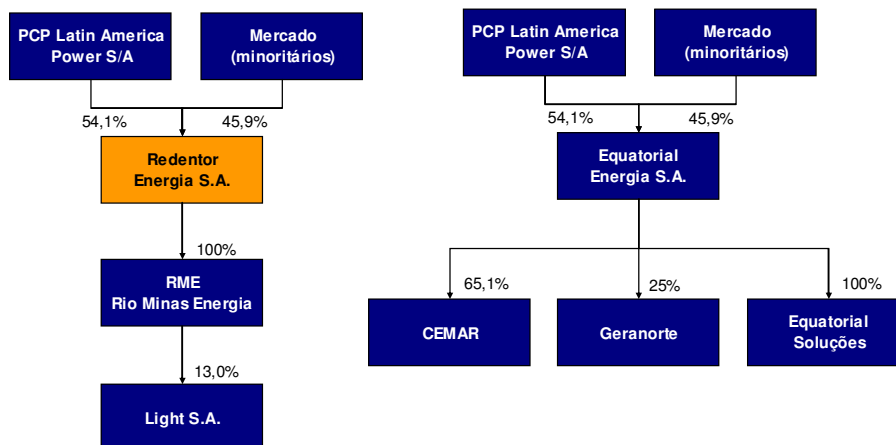 PCP Latin America
Power S/A
Mercado
(minoritários)
54,1%
45,9%
Redentor
Energia S.A.
100%
RME
Rio Minas Energia
13,0%
Light S.A.
PCP Latin America
Power S/A
Mercado
(minoritários)
54,1%
45,9%
Equatorial
Energia S.A.
65,1%
25%
100%
CEMAR
Geranorte
Equatorial
Soluções